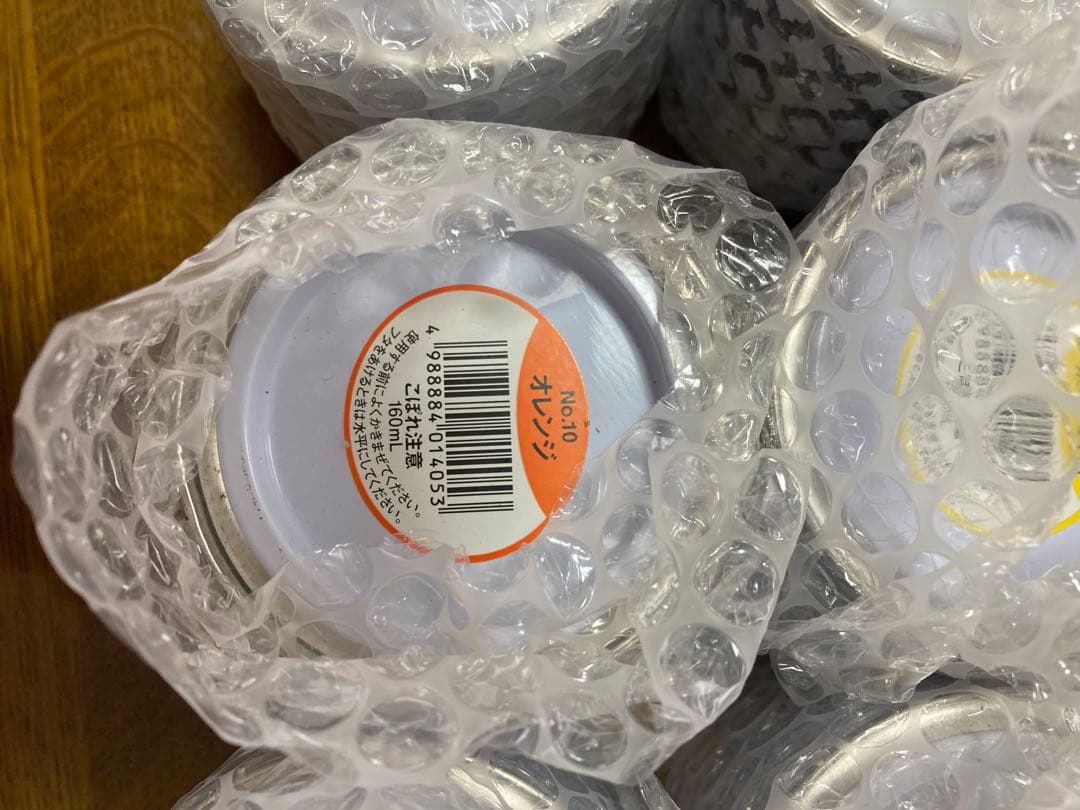 No.10
オレンジ
4 988884 014053
こぼれ注意
160mL
使用する前によくかきまぜてください。
フタをあけるときは水平にしてください。